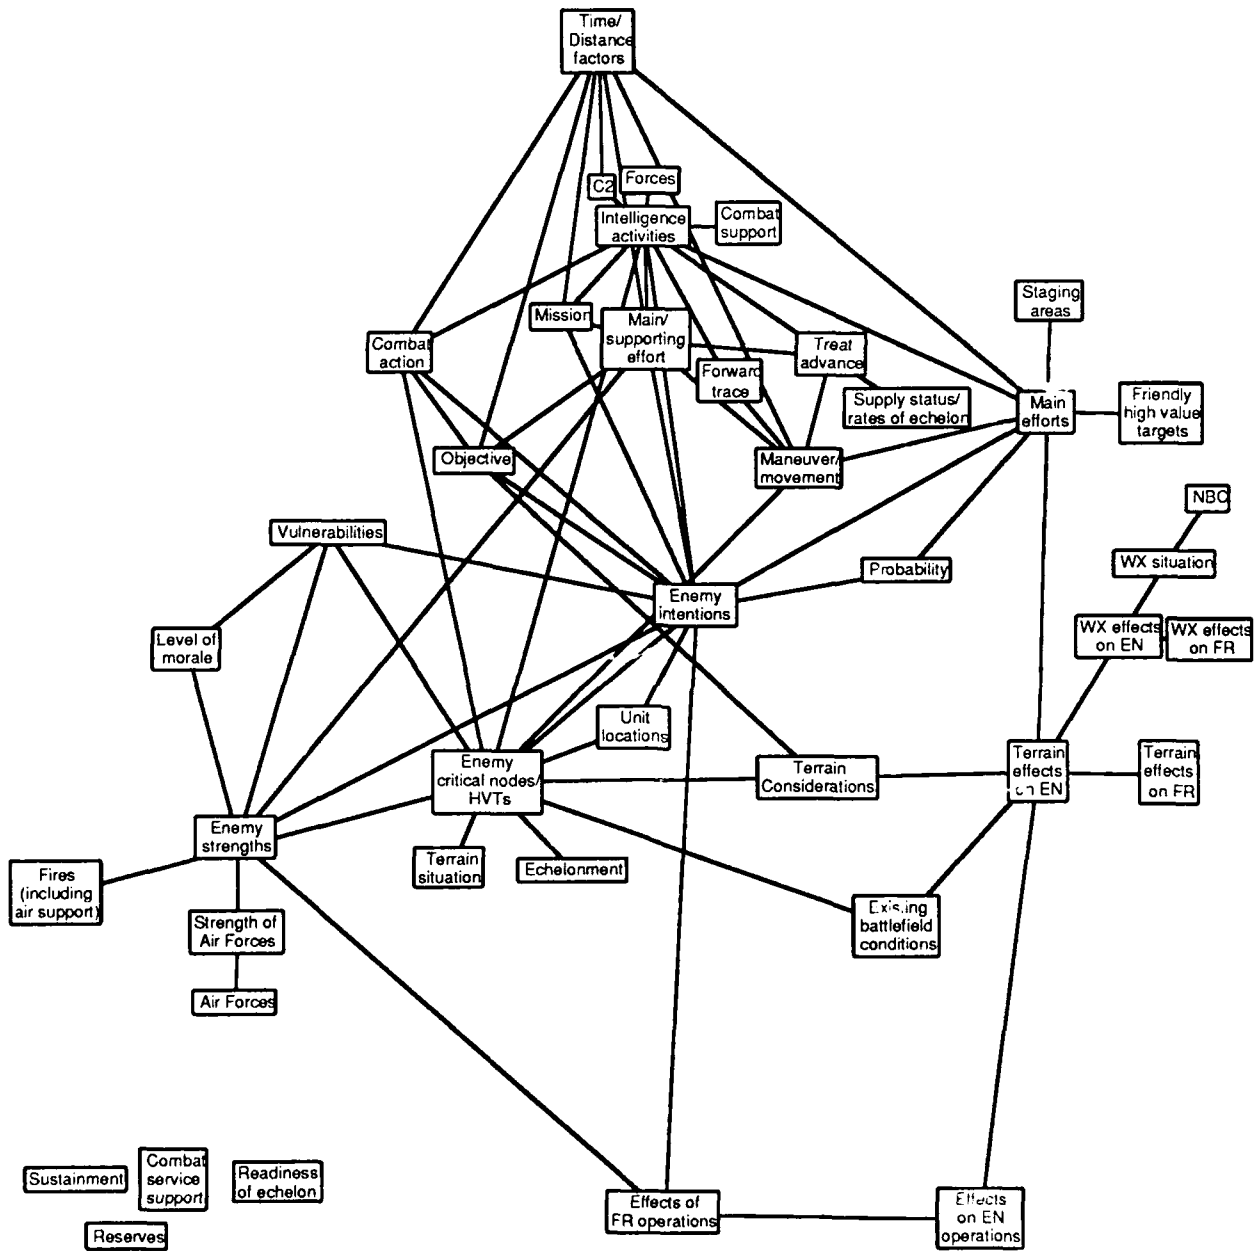 Time/
Distance
factors
C2
Forces
Intelligence
activities
Combat
support
Staging
areas
Mission
Main/
supporting
effort
Combat
action
Treat
advance
Forward
trace
Supply status/
rates of echelon
Main
efforts
Friendly
high value
targets
Objective
Maneuver/
movement
NBC
Vulnerabilities
WX situation
Probability
Enemy
intentions
Level of
morale
WX effects
on EN
WX effects
on FR
Unit
locations
Enemy
critical nodes/
HVTs
Terrain
Considerations
Terrain
effects
on EN
Terrain
effects
on FR
Enemy
strengths
Terrain
situation
Echelonment
Fires
(including
air support)
Strength of
Air Forces
Existing
battlefield
conditions
Air Forces
Sustainment
Combat
service
support
Readiness
of echelon
Reserves
Effects of
FR operations
Effects
on EN
operations